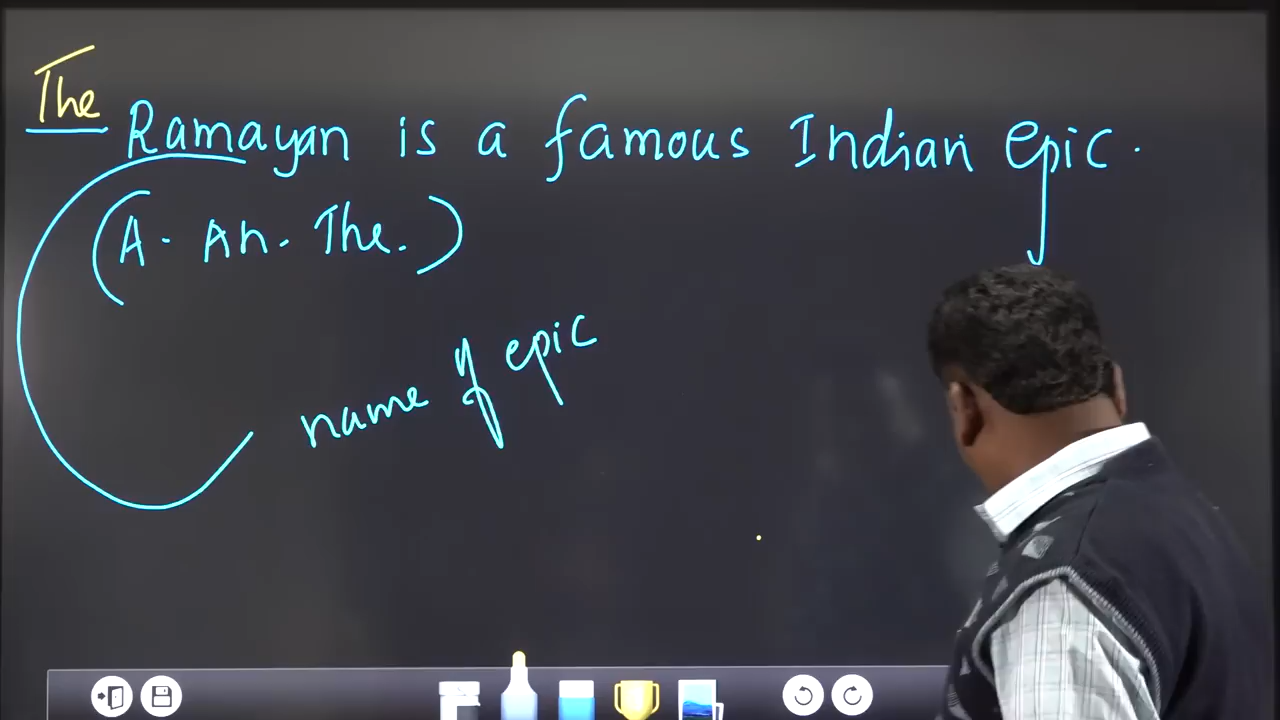 The Ramayan is a famous Indian epic.
(A. An. The.)
name of epic